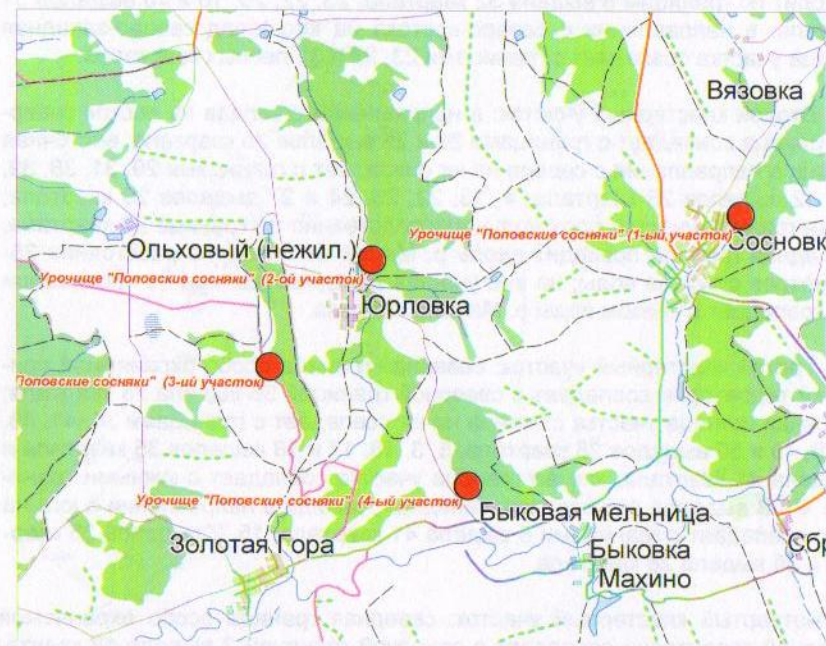 Вязовка
Урочище "Поповские сосняки" (1-ый участок)
Сосновк
Ольховый (нежил.)
Урочище "Поповские сосняки" (2-ой участок)
Юрловка
Поповские сосняки" (3-ий участок)
Урочище "Поповские сосняки" (4-ый участок)
Быковая мельница
Золотая Гора
Быковка
Сбр
Махино